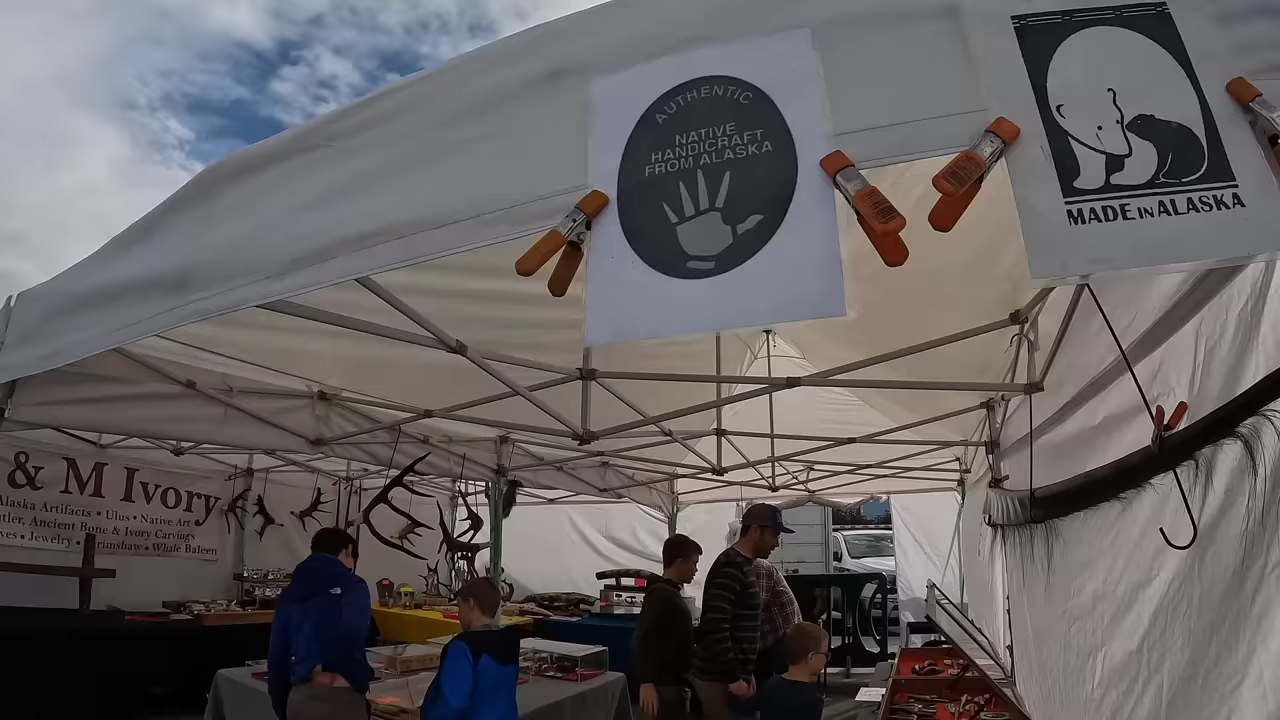 AUTHENTIC
NATIVE
HANDICRAFT
FROM ALASKA
MADE IN ALASKA
& M Ivory
Alaska Artifacts • Ulus • Native Art
Ancient Bone & Ivory Carvings
• Jewelry • Scrimshaw • Whale Baleen